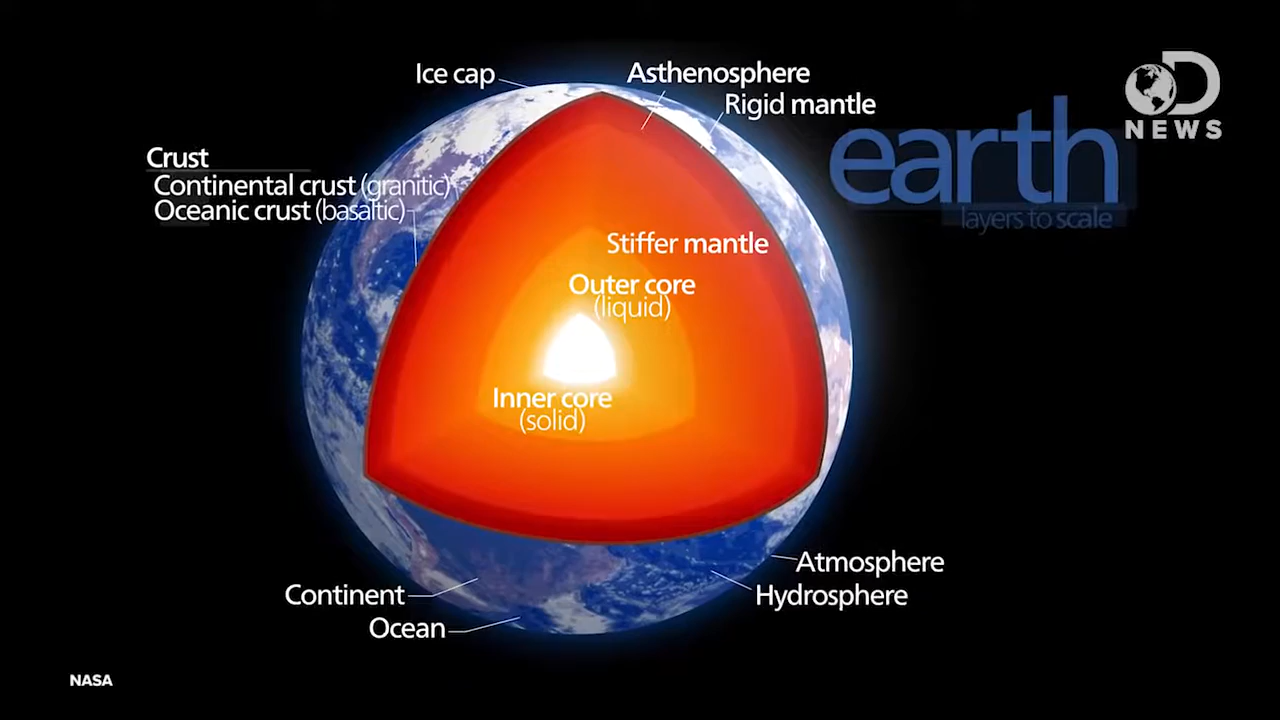 Ice cap
Asthenosphere
Rigid mantle
NEWS
earth
layers to scale
Crust
Continental crust (granitic)
Oceanic crust (basaltic)
Stiffer mantle
Outer core
(liquid)
Inner core
(solid)
Atmosphere
Hydrosphere
Continent
Ocean
NASA